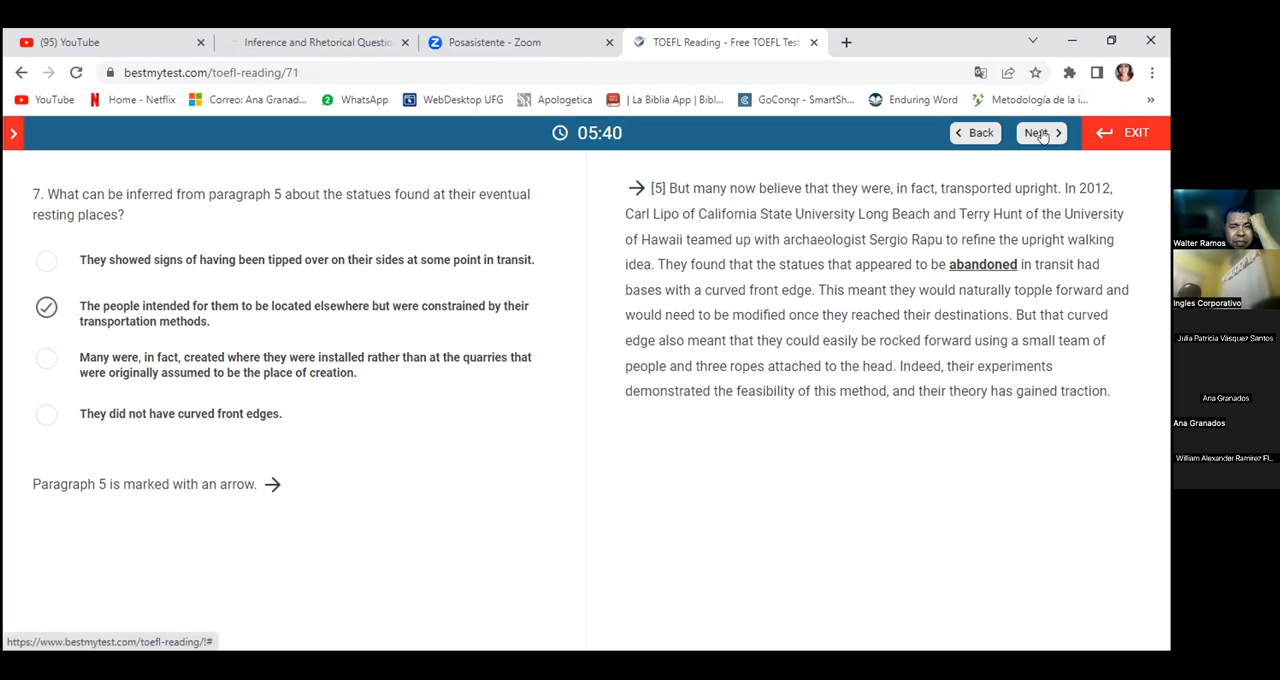 (95) YouTube
Inference and Rhetorical Questio
Posasistente - Zoom
TOEFL Reading - Free TOEFL Test
bestmytest.com/toefl-reading/71
YouTube
Home - Netflix
Correo: Ana Granad...
WhatsApp
WebDesktop UFG
Apologetica
| La Biblia App | Bibl...
GoConqr - SmartSh...
Enduring Word
Metodología de la i...
»
05:40
Back
Next
EXIT
7. What can be inferred from paragraph 5 about the statues found at their eventual
resting places?
They showed signs of having been tipped over on their sides at some point in transit.
The people intended for them to be located elsewhere but were constrained by their
transportation methods.
Many were, in fact, created where they were installed rather than at the quarries that
were originally assumed to be the place of creation.
They did not have curved front edges.
Paragraph 5 is marked with an arrow. →
→ [5] But many now believe that they were, in fact, transported upright. In 2012,
Carl Lipo of California State University Long Beach and Terry Hunt of the University
of Hawaii teamed up with archaeologist Sergio Rapu to refine the upright walking
idea. They found that the statues that appeared to be abandoned in transit had
bases with a curved front edge. This meant they would naturally topple forward and
would need to be modified once they reached their destinations. But that curved
edge also meant that they could easily be rocked forward using a small team of
people and three ropes attached to the head. Indeed, their experiments
demonstrated the feasibility of this method, and their theory has gained traction.
https://www.bestmytest.com/toefl-reading/!#
Walter Ramos
Ingles Corporativo
Julia Patricia Vásquez Santos
Ana Granados
Ana Granados
William Alexander Ramirez Fl...